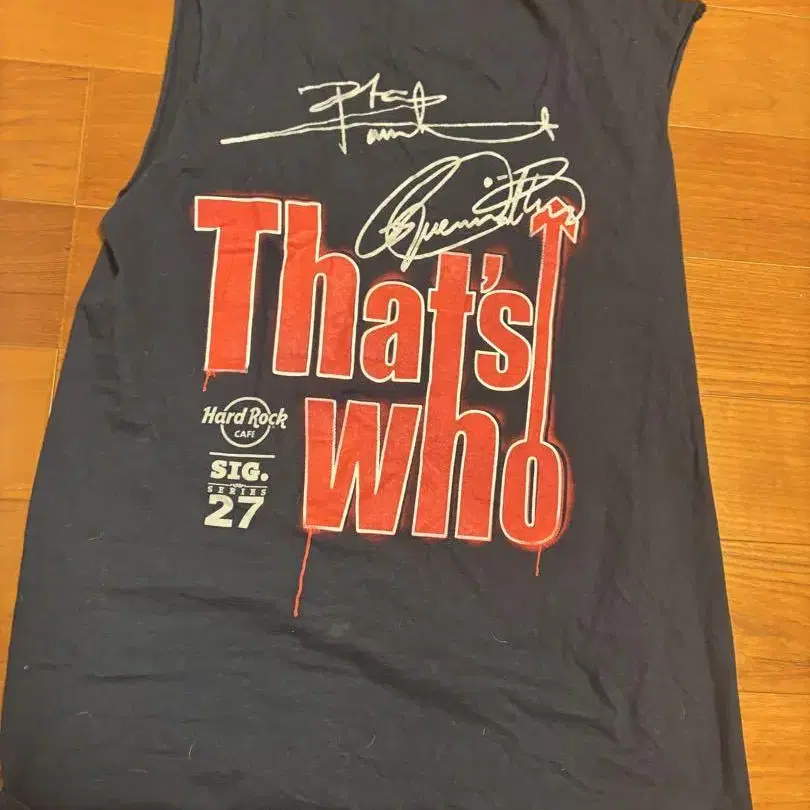 That's
Who
Hard Rock
CAFE
SIG.
SERIES
27